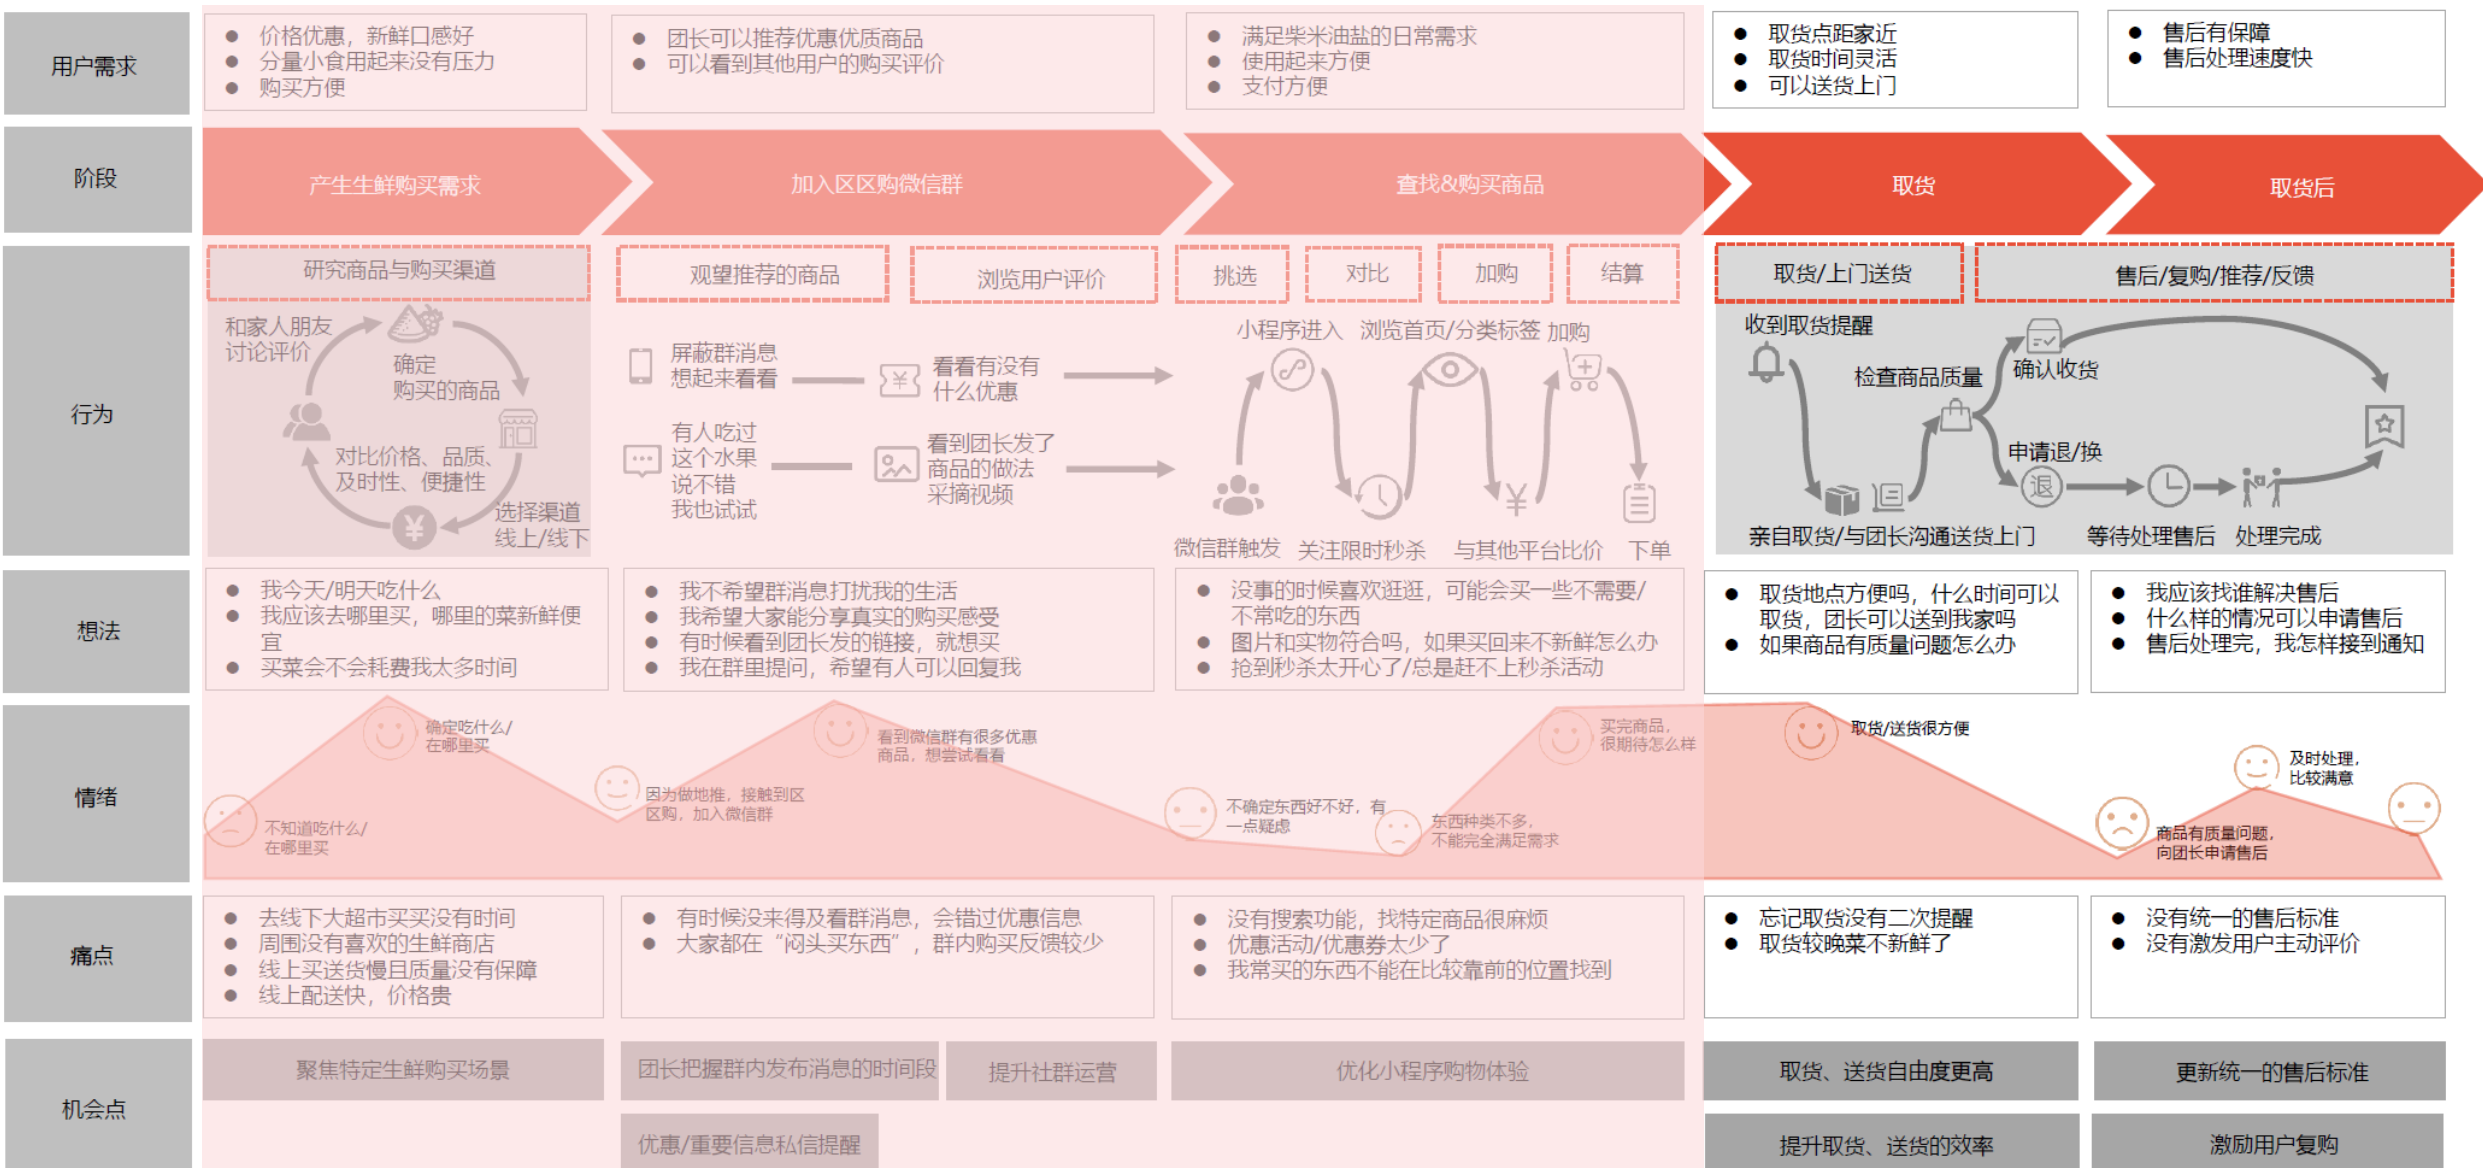 用户需求
● 价格优惠，新鲜口感好
● 分量小食用起来没有压力
● 购买方便
● 团长可以推荐优惠优质商品
● 可以看到其他用户的购买评价
● 满足柴米油盐的日常需求
● 使用起来方便
● 支付方便
● 取货点距家近
● 取货时间灵活
● 可以送货上门
● 售后有保障
● 售后处理速度快
阶段
产生生鲜购买需求
加入区区购微信群
查找&购买商品
取货
取货后
行为
研究商品与购买渠道
和家人朋友
讨论评价
确定
购买的商品
对比价格、品质、
及时性、便捷性
¥
选择渠道
线上/线下
观望推荐的商品
浏览用户评价
屏蔽群消息
想起来看看
¥
看看有没有
什么优惠
有人吃过
这个水果
说不错
我也试试
看到团长发了
商品的做法
采摘视频
挑选
对比
加购
结算
小程序进入
浏览首页/分类标签
加购
¥
微信群触发
关注限时秒杀
与其他平台比价
下单
取货/上门送货
售后/复购/推荐/反馈
收到取货提醒
检查商品质量
确认收货
申请退/换
退
亲自取货/与团长沟通送货上门
等待处理售后
处理完成
想法
● 我今天/明天吃什么
● 我应该去哪里买，哪里的菜新鲜便
宜
● 买菜会不会耗费我太多时间
● 我不希望群消息打扰我的生活
● 我希望大家能分享真实的购买感受
● 有时候看到团长发的链接，就想买
● 我在群里提问，希望有人可以回复我
● 没事的时候喜欢逛逛，可能会买一些不需要/
不常吃的东西
● 图片和实物符合吗，如果买回来不新鲜怎么办
● 抢到秒杀太开心了/总是赶不上秒杀活动
● 取货地点方便吗，什么时间可以
取货，团长可以送到我家吗
● 如果商品有质量问题怎么办
● 我应该找谁解决售后
● 什么样的情况可以申请售后
● 售后处理完，我怎样接到通知
情绪
不知道吃什么/
在哪里买
确定吃什么/
在哪里买
因为做地推，接触到区
区购，加入微信群
看到微信群有很多优惠
商品，想尝试看看
不确定东西好不好，有
一点疑虑
东西种类不多，
不能完全满足需求
买完商品，
很期待怎么样
取货/送货很方便
商品有质量问题，
向团长申请售后
及时处理，
比较满意
痛点
● 去线下大超市买买没有时间
● 周围没有喜欢的生鲜商店
● 线上买送货慢且质量没有保障
● 线上配送快，价格贵
● 有时候没来得及看群消息，会错过优惠信息
● 大家都在“闷头买东西”，群内购买反馈较少
● 没有搜索功能，找特定商品很麻烦
● 优惠活动/优惠券太少了
● 我常买的东西不能在比较靠前的位置找到
● 忘记取货没有二次提醒
● 取货较晚菜不新鲜了
● 没有统一的售后标准
● 没有激发用户主动评价
机会点
聚焦特定生鲜购买场景
团长把握群内发布消息的时间段
提升社群运营
优化小程序购物体验
取货、送货自由度更高
更新统一的售后标准
优惠/重要信息私信提醒
提升取货、送货的效率
激励用户复购